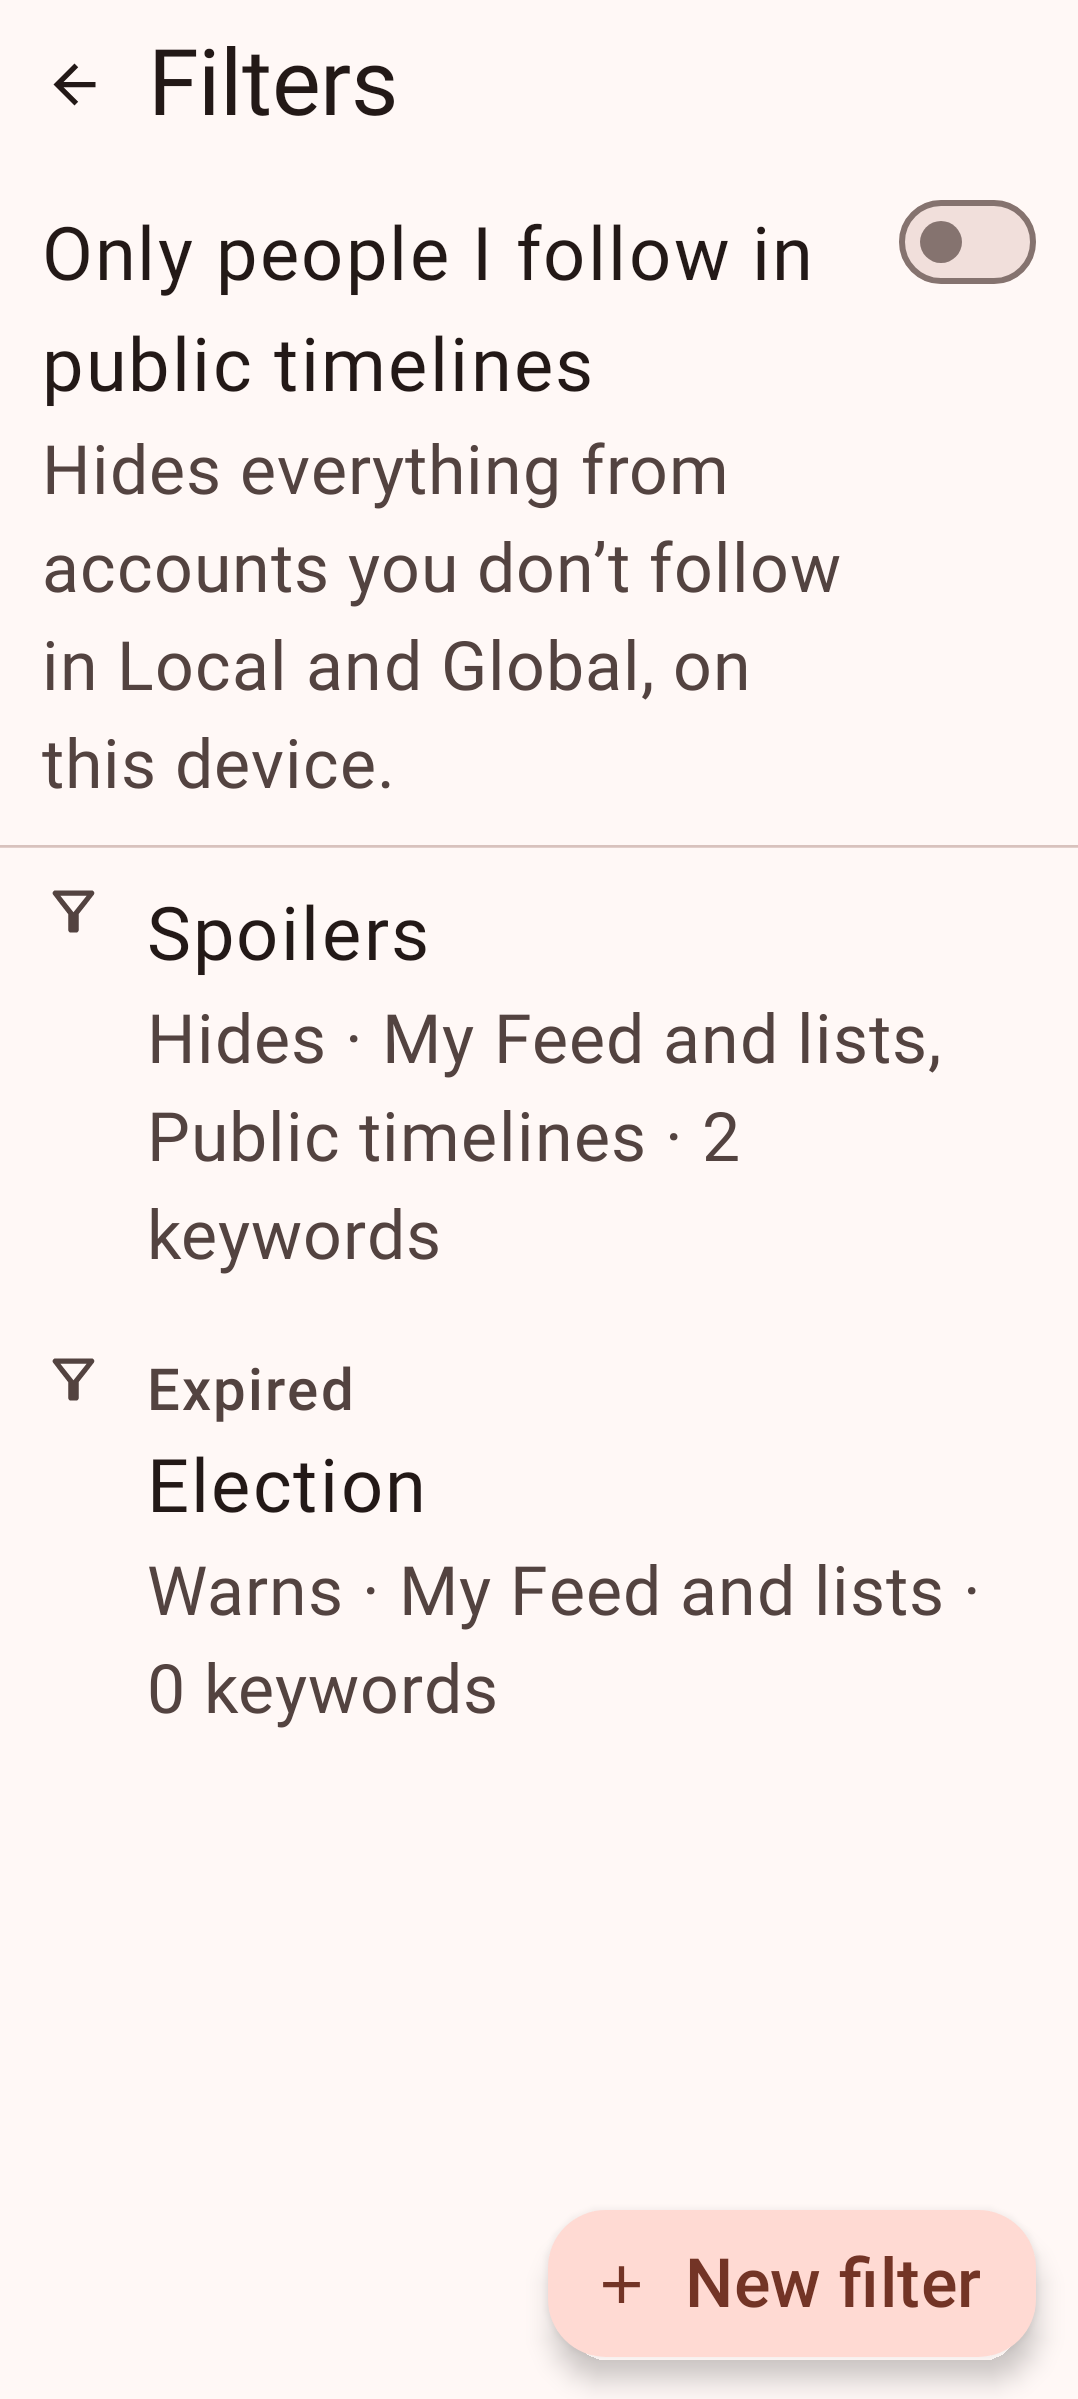 Filters
Only people I follow in
public timelines
Hides everything from
accounts you don’t follow
in Local and Global, on
this device.
Spoilers
Hides · My Feed and lists,
Public timelines · 2
keywords
Expired
Election
Warns · My Feed and lists ·
0 keywords
New filter